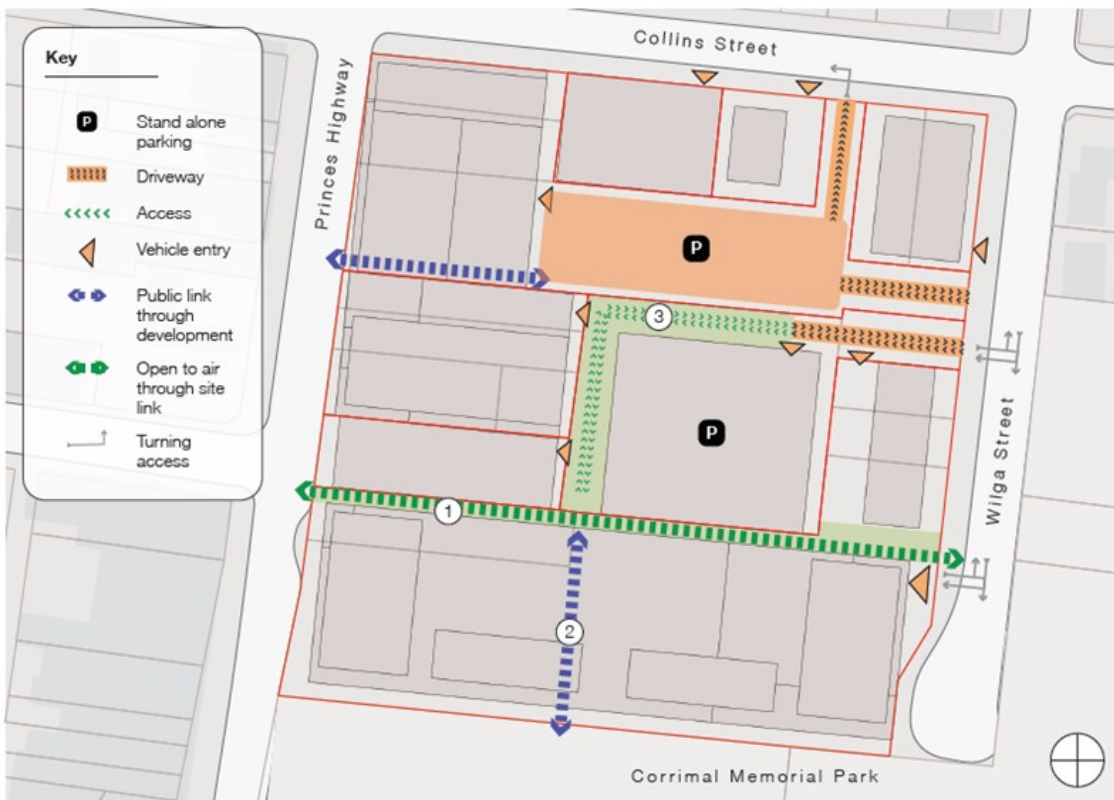 Key
P
Stand alone
parking
Driveway
Access
Vehicle entry
Public link
through
development
Open to air
through site
link
Turning
access
Collins Street
Princes Highway
P
3
P
Wilga Street
1
2
Corrimal Memorial Park